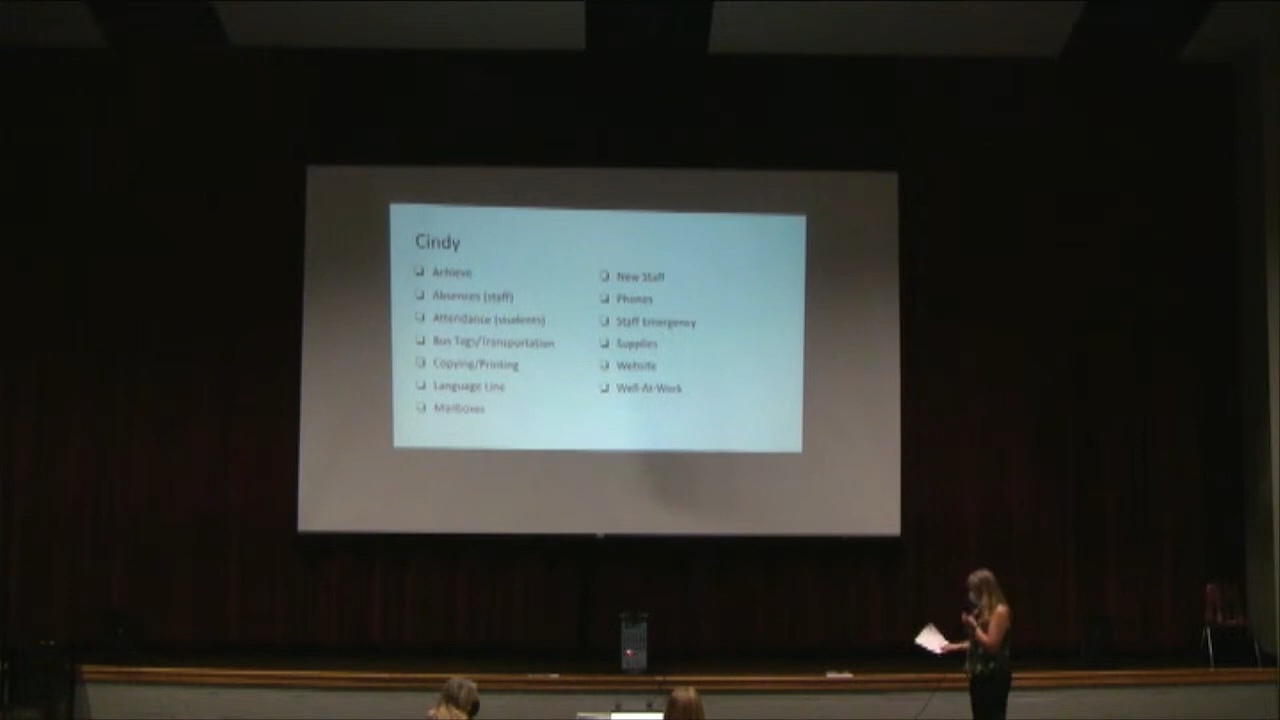 Cindy
Achieve
Absences (staff)
Attendance (students)
Bus Tags/Transportation
Copying/Printing
Language Line
Mailboxes
New Staff
Phones
Staff Emergency
Supplies
Website
Well-At-Work